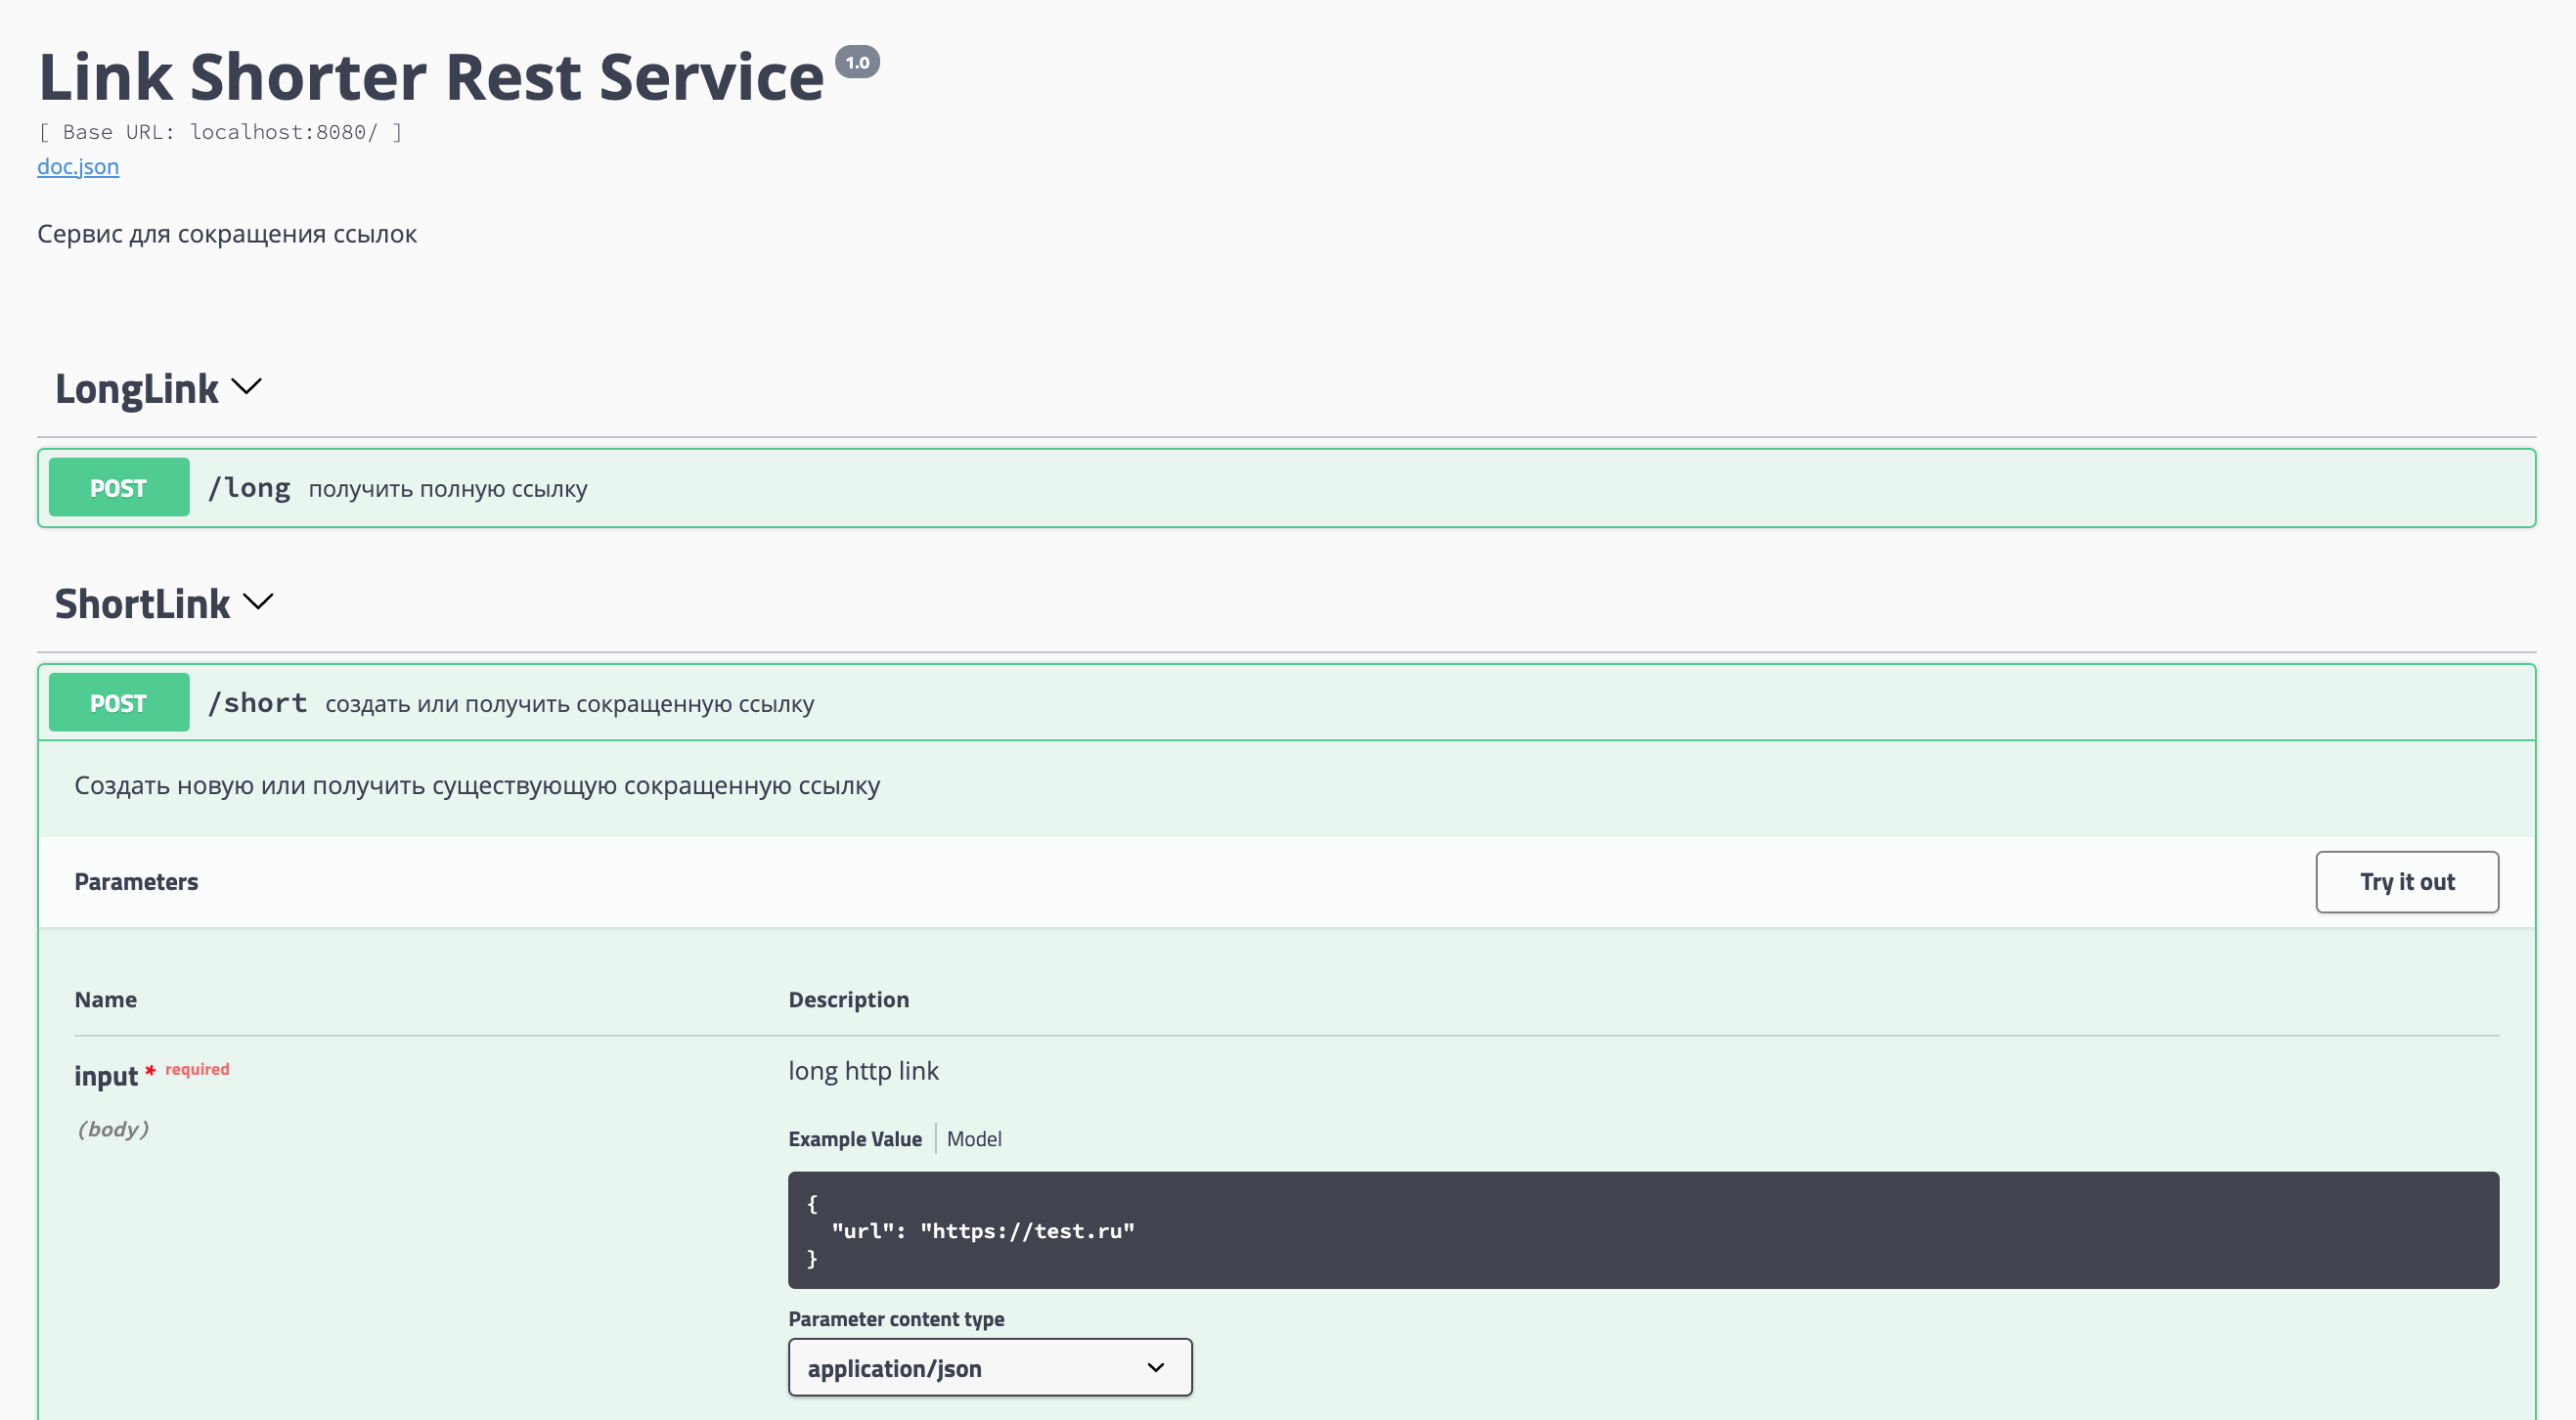 Link Shorter Rest Service 1.0
[ Base URL: localhost:8080/ ]
doc.json
Сервис для сокращения ссылок
LongLink
POST /long получить полную ссылку
ShortLink
POST /short создать или получить сокращенную ссылку
Создать новую или получить существующую сокращенную ссылку
Parameters Try it out
Name Description
input * required long http link
(body)
Example Value Model
{
"url": "https://test.ru"
}
Parameter content type
application/json